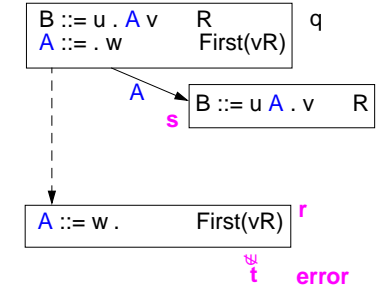 B ::= u . A v R q
A ::= . w First(vR)
A
s B ::= u A . v R
A ::= w . First(vR) r
∉
t error